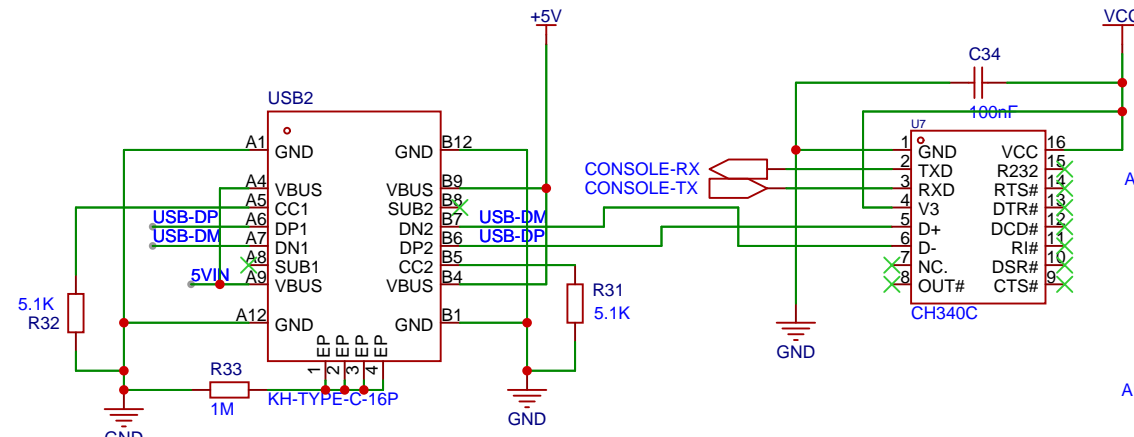 +5V
VCC
C34
100nF
USB2
U7
A1 GND
GND B12
A4 VBUS
VBUS B9
A5 CC1
SUB2 B8
USB-DP A6 DP1
DN2 B7 USB-DM
USB-DM A7 DN1
DP2 B6 USB-DP
A8 SUB1
CC2 B5
5VIN A9 VBUS
VBUS B4
A12 GND
GND B1
EP EP EP EP
1 2 3 4
KH-TYPE-C-16P
5.1K
R32
R33
1M
GND
R31
5.1K
GND
CONSOLE-RX
CONSOLE-TX
1 GND
VCC 16
2 TXD
R232 15
3 RXD
RTS# 14
4 V3
DTR# 13
5 D+
DCD# 12
6 D-
RI# 11
7 NC.
DSR# 10
8 OUT#
CTS# 9
CH340C
GND
A
A